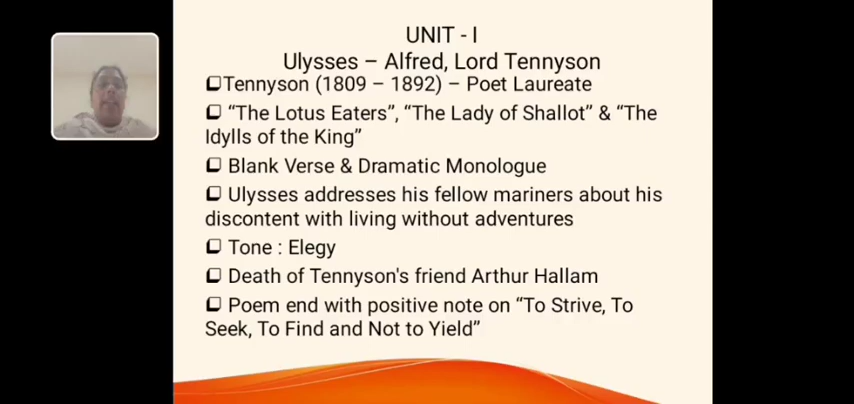 UNIT - I
Ulysses – Alfred, Lord Tennyson
❑Tennyson (1809 – 1892) – Poet Laureate
❑ “The Lotus Eaters”, “The Lady of Shallot” & “The
Idylls of the King”
❑ Blank Verse & Dramatic Monologue
❑ Ulysses addresses his fellow mariners about his
discontent with living without adventures
❑ Tone : Elegy
❑ Death of Tennyson's friend Arthur Hallam
❑ Poem end with positive note on “To Strive, To
Seek, To Find and Not to Yield”